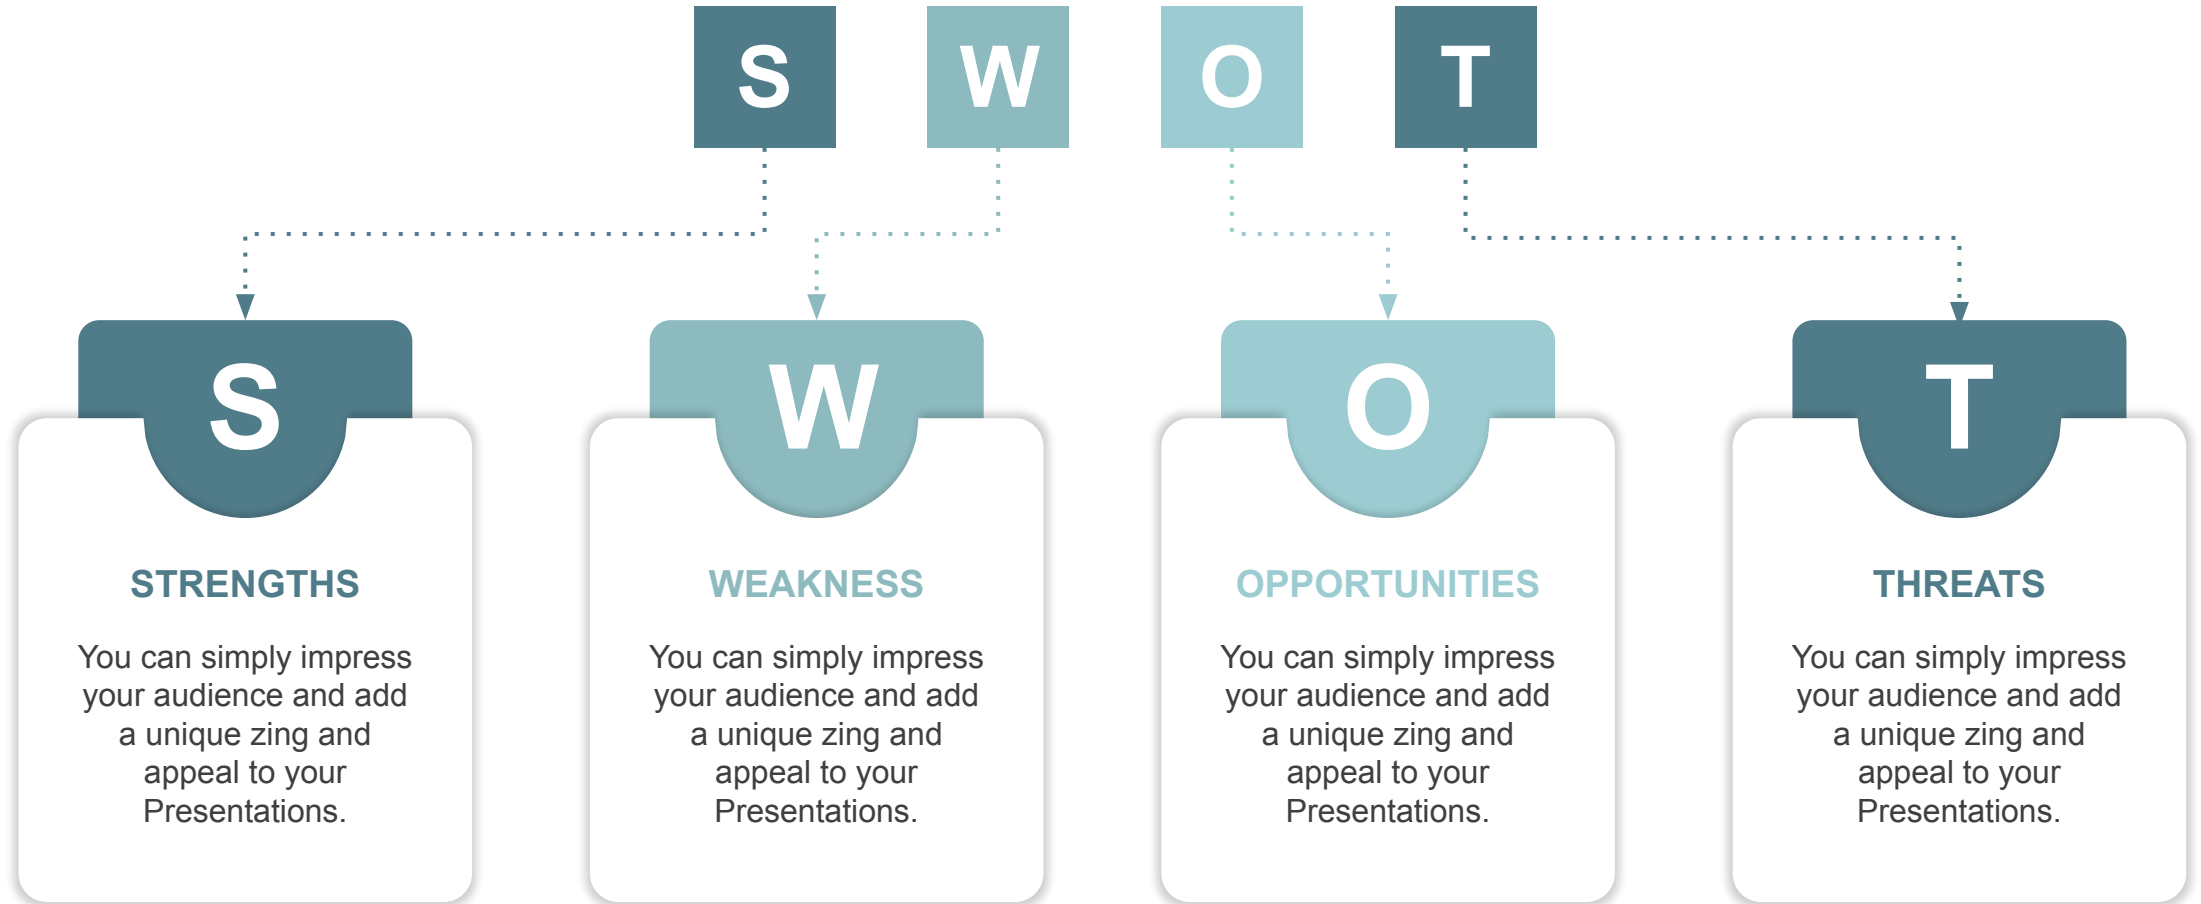 S W O T
S
STRENGTHS
You can simply impress
your audience and add
a unique zing and
appeal to your
Presentations.
W
WEAKNESS
You can simply impress
your audience and add
a unique zing and
appeal to your
Presentations.
O
OPPORTUNITIES
You can simply impress
your audience and add
a unique zing and
appeal to your
Presentations.
T
THREATS
You can simply impress
your audience and add
a unique zing and
appeal to your
Presentations.